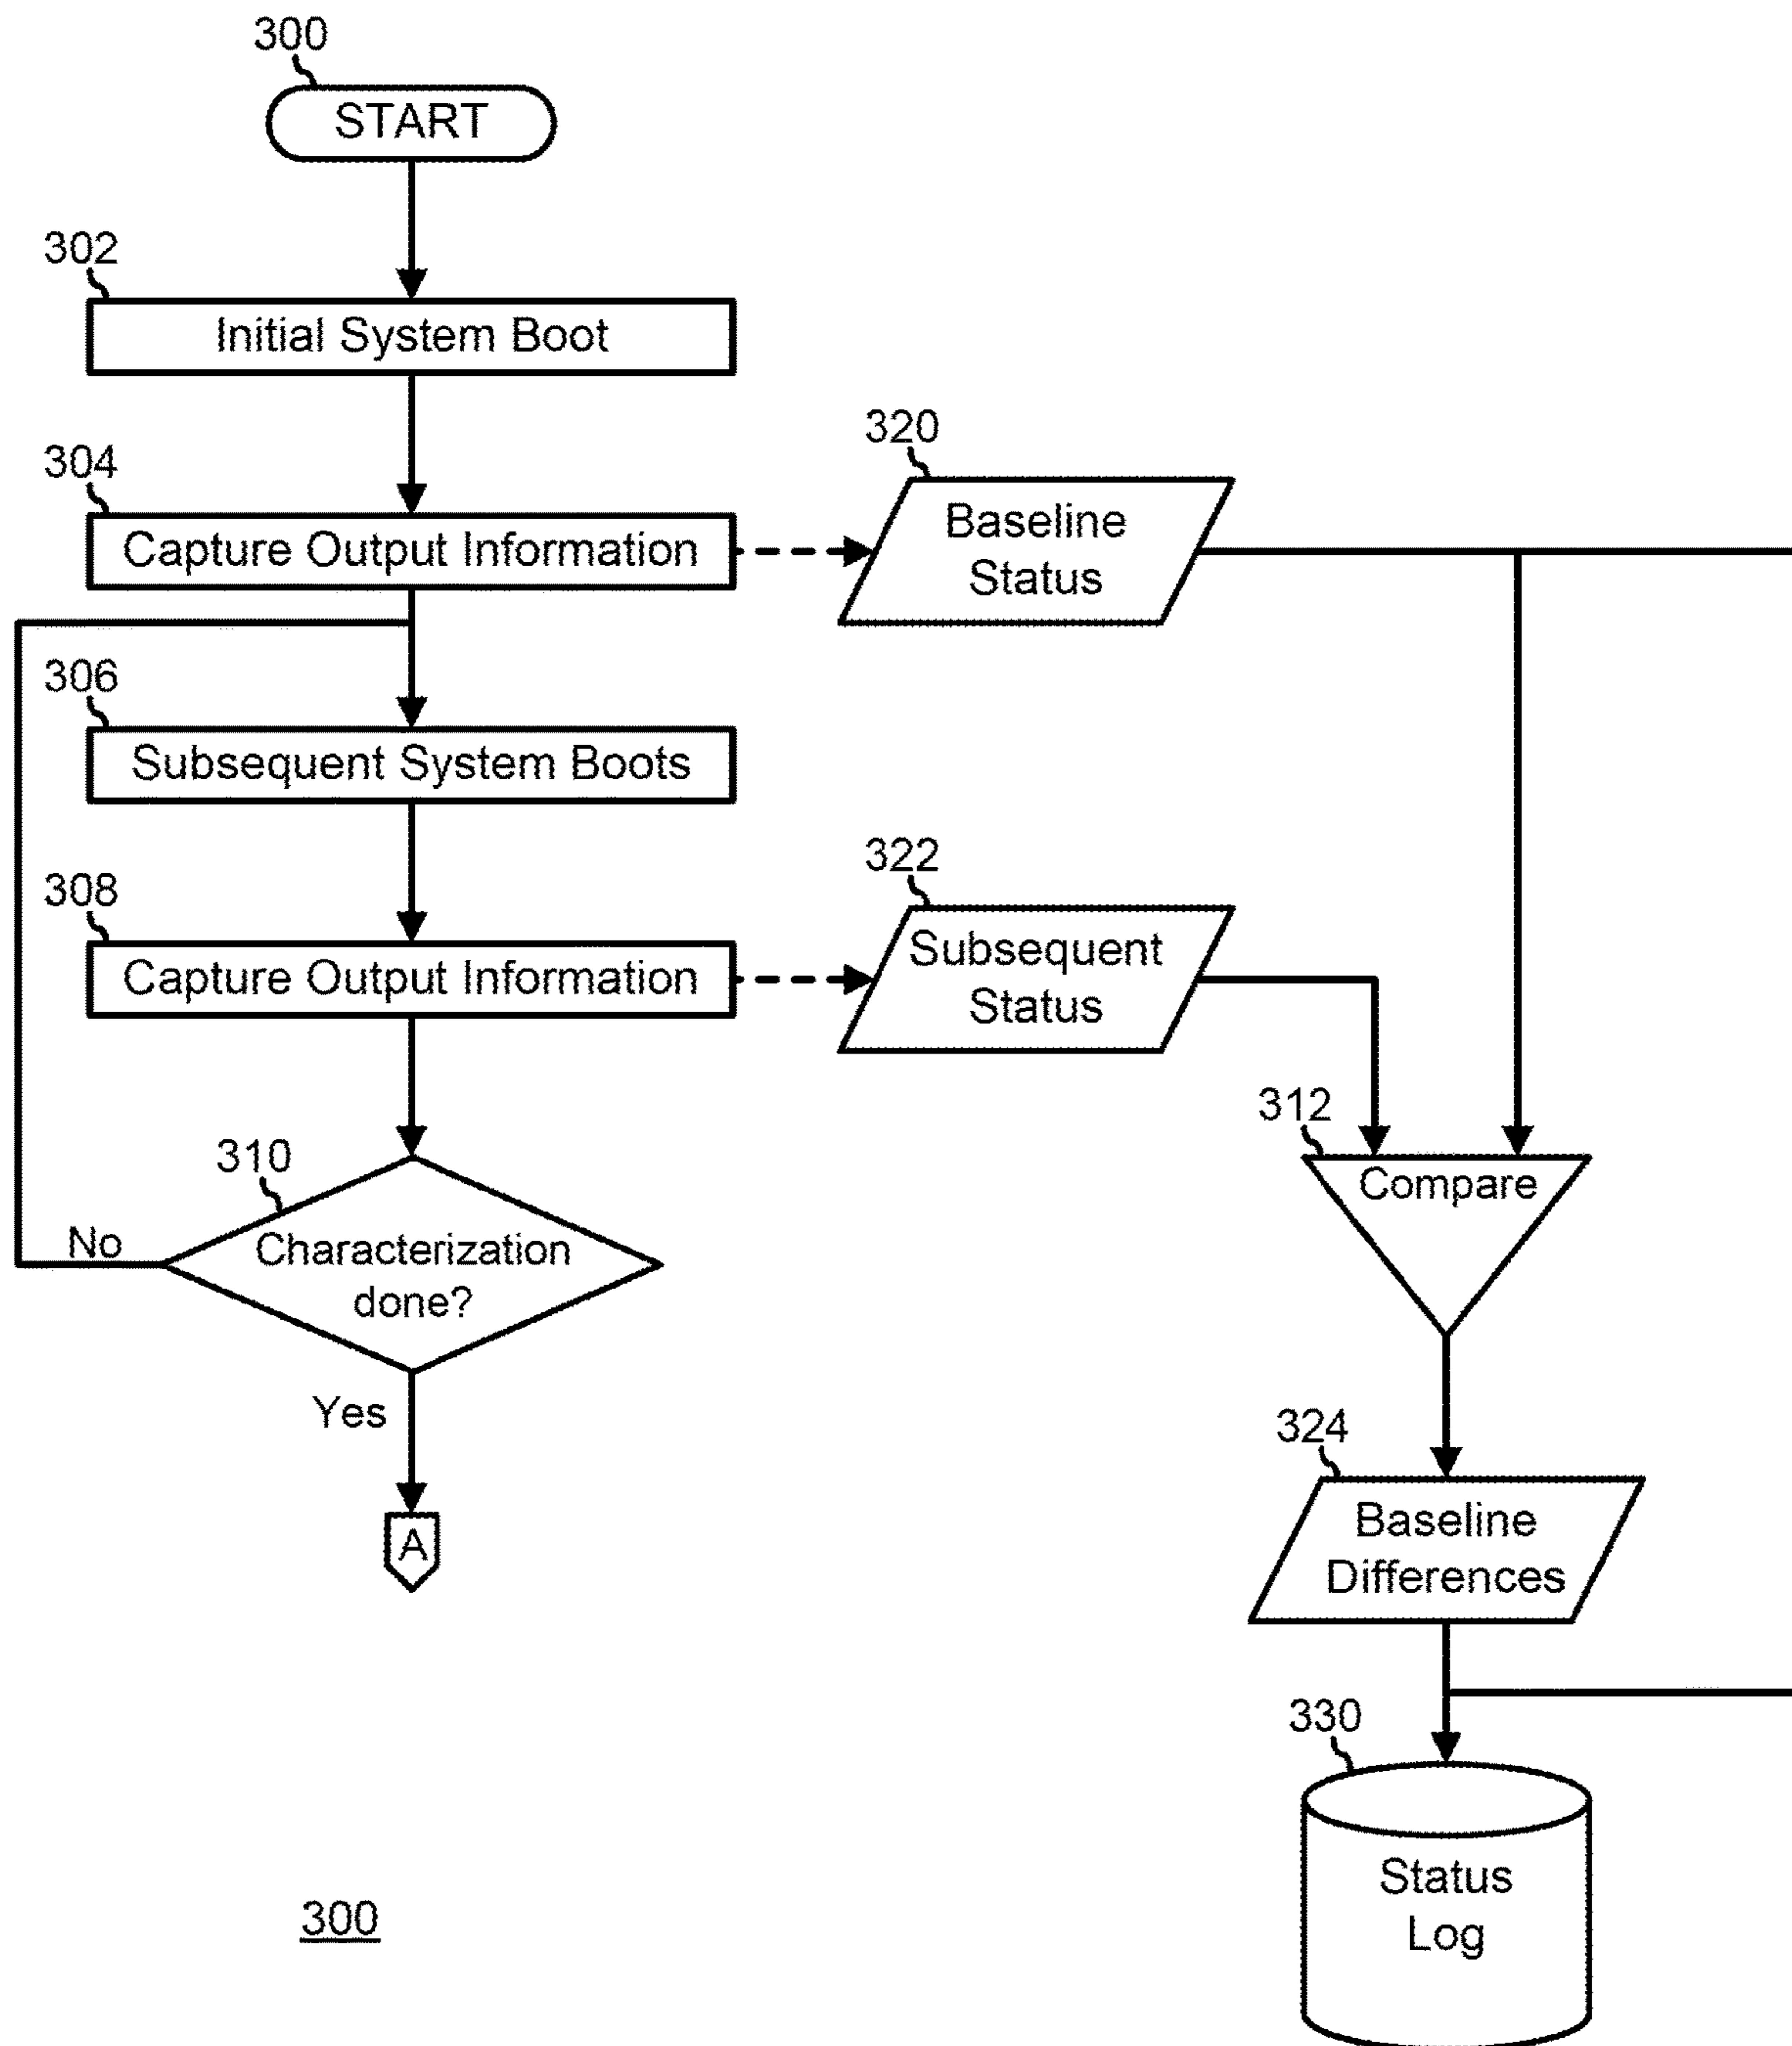 300
START
302
Initial System Boot
304
Capture Output Information
320
Baseline
Status
306
Subsequent System Boots
308
Capture Output Information
322
Subsequent
Status
310
Characterization
done?
No
Yes
A
312
Compare
324
Baseline
Differences
330
Status
Log
300